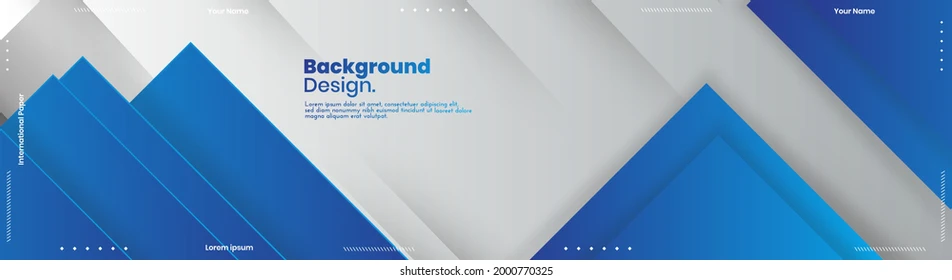 Your Name
Your Name
Background
Design.
Lorem ipsum dolor sit amet, consectetuer adipiscing elit,
sed diam nonummy nibh euismod tincidunt ut laoreet dolore
magna aliquam erat volutpat.
International Paper
Lorem ipsum
shutterstock.com · 2000770325